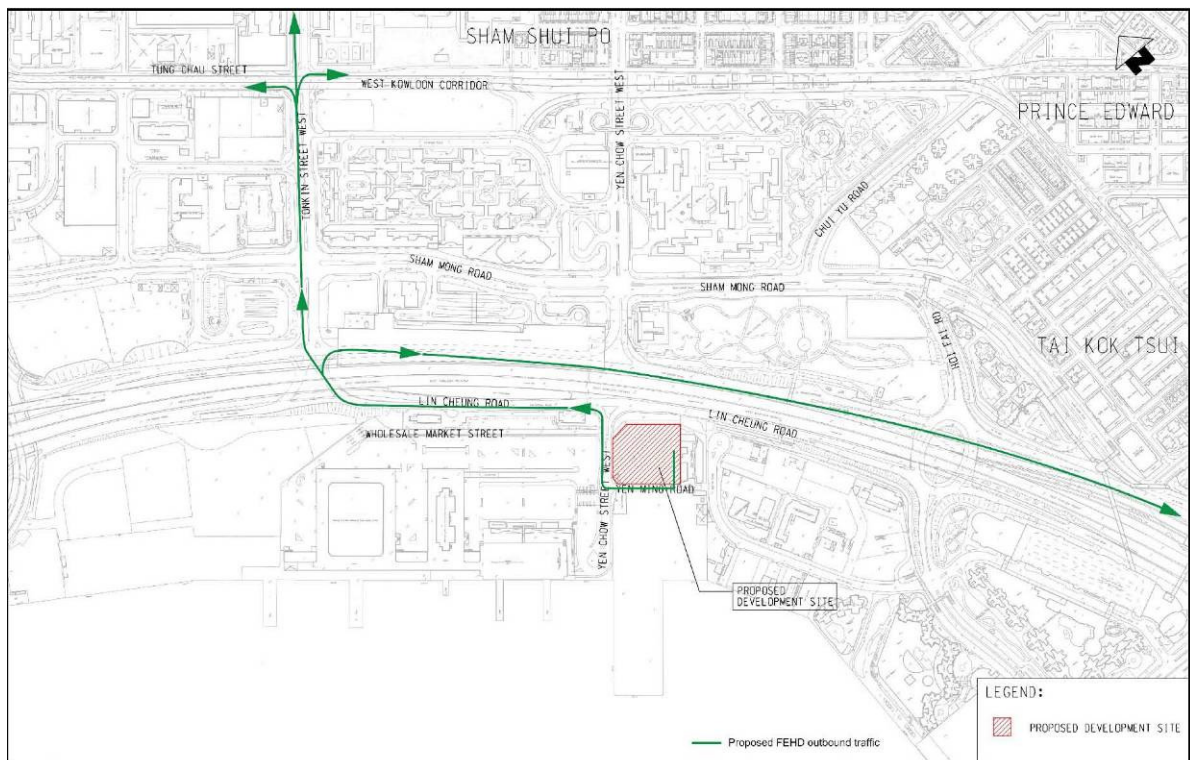 SHAM SHUI PO
TUNG CHAU STREET
WEST KOWLOON CORRIDOR
PRINCE EDWARD
TONKIN STREET WEST
YEN CHOW STREET WEST
CHUI YU ROAD
SHAM MONG ROAD
SHAM MONG ROAD
HOI FAI RD
TAI KOK TSUI
LIN CHEUNG ROAD
LIN CHEUNG ROAD
WHOLESALE MARKET STREET
YEN CHOW STREET WEST
YEN MING ROAD
PROPOSED
DEVELOPMENT SITE
LEGEND:
PROPOSED DEVELOPMENT SITE
Proposed FEHD outbound traffic